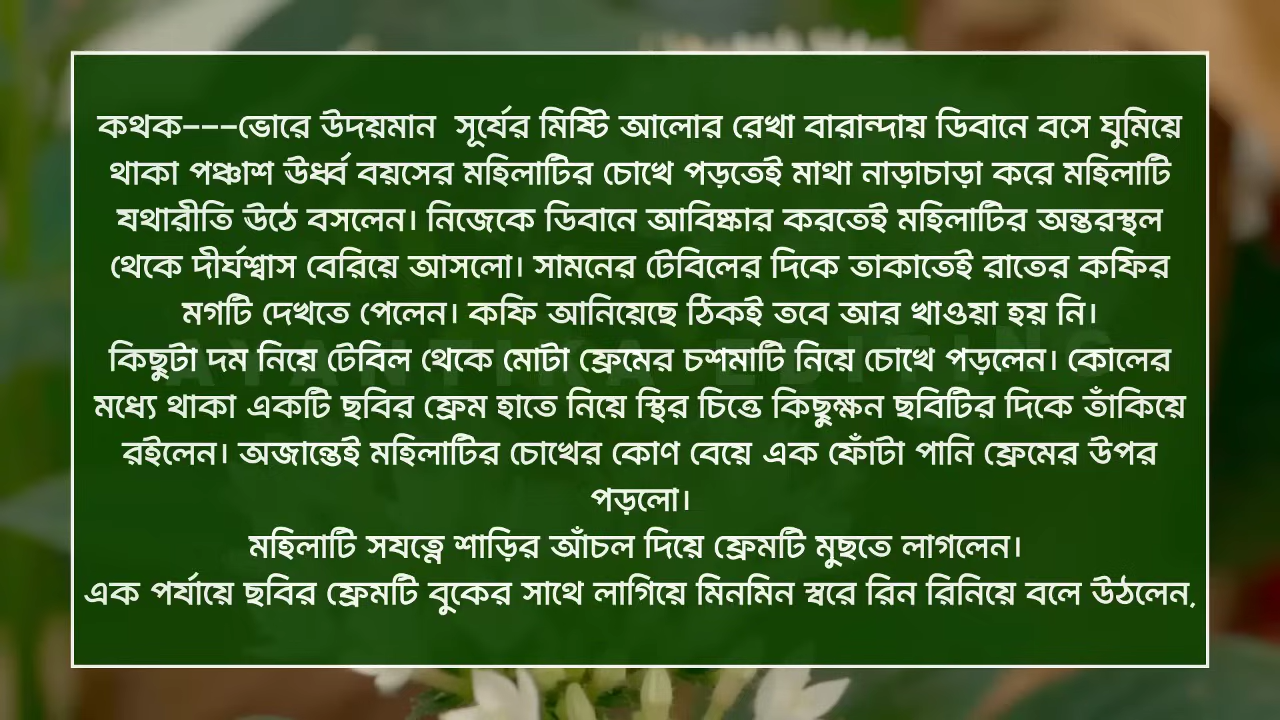 কথক---ভোরে উদয়মান  সূর্যের মিষ্টি আলোর রেখা বারান্দায় ডিবানে বসে ঘুমিয়ে
থাকা পঞ্চাশ ঊর্ধ্ব বয়সের মহিলাটির চোখে পড়তেই মাথা নাড়াচাড়া করে মহিলাটি
যথারীতি উঠে বসলেন। নিজেকে ডিবানে আবিষ্কার করতেই মহিলাটির অন্তরস্থল
থেকে দীর্ঘশ্বাস বেরিয়ে আসলো। সামনের টেবিলের দিকে তাকাতেই রাতের কফির
মগটি দেখতে পেলেন। কফি আনিয়েছে ঠিকই তবে আর খাওয়া হয় নি।
কিছুটা দম নিয়ে টেবিল থেকে মোটা ফ্রেমের চশমাটি নিয়ে চোখে পড়লেন। কোলের
মধ্যে থাকা একটি ছবির ফ্রেম হাতে নিয়ে স্থির চিত্তে কিছুক্ষন ছবিটির দিকে তাঁকিয়ে
রইলেন। অজান্তেই মহিলাটির চোখের কোণ বেয়ে এক ফোঁটা পানি ফ্রেমের উপর
পড়লো।
মহিলাটি সযত্নে শাড়ির আঁচল দিয়ে ফ্রেমটি মুছতে লাগলেন।
এক পর্যায়ে ছবির ফ্রেমটি বুকের সাথে লাগিয়ে মিনমিন স্বরে রিন রিনিয়ে বলে উঠলেন,